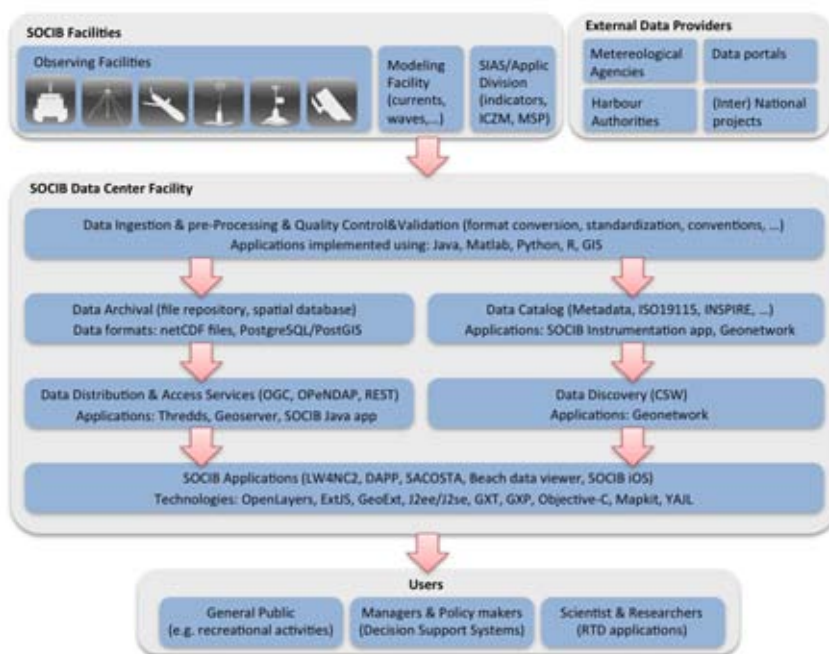 SOCIB Facilities
Observing Facilities
Modeling
Facility
(currents,
waves,...)
SIAS/Applic
Division
(indicators,
ICZM, MSP)
External Data Providers
Metereological
Agencies
Data portals
Harbour
Authorities
(Inter) National
projects
SOCIB Data Center Facility
Data Ingestion & pre-Processing & Quality Control&Validation (format conversion, standardization, conventions, ...)
Applications implemented using: Java, Matlab, Python, R, GIS
Data Archival (file repository, spatial database)
Data formats: netCDF files, PostgreSQL/PostGIS
Data Catalog (Metadata, ISO19115, INSPIRE, ...)
Applications: SOCIB Instrumentation app, Geonetwork
Data Distribution & Access Services (OGC, OPeNDAP, REST)
Applications: Thredds, Geoserver, SOCIB Java app
Data Discovery (CSW)
Applications: Geonetwork
SOCIB Applications (LW4NC2, DAPP, SACOSTA, Beach data viewer, SOCIB iOS)
Technologies: OpenLayers, ExtJS, GeoExt, J2ee/J2se, GXT, GXP, Objective-C, Mapkit, YAJL
Users
General Public
(e.g. recreational activities)
Managers & Policy makers
(Decision Support Systems)
Scientist & Researchers
(RTD applications)